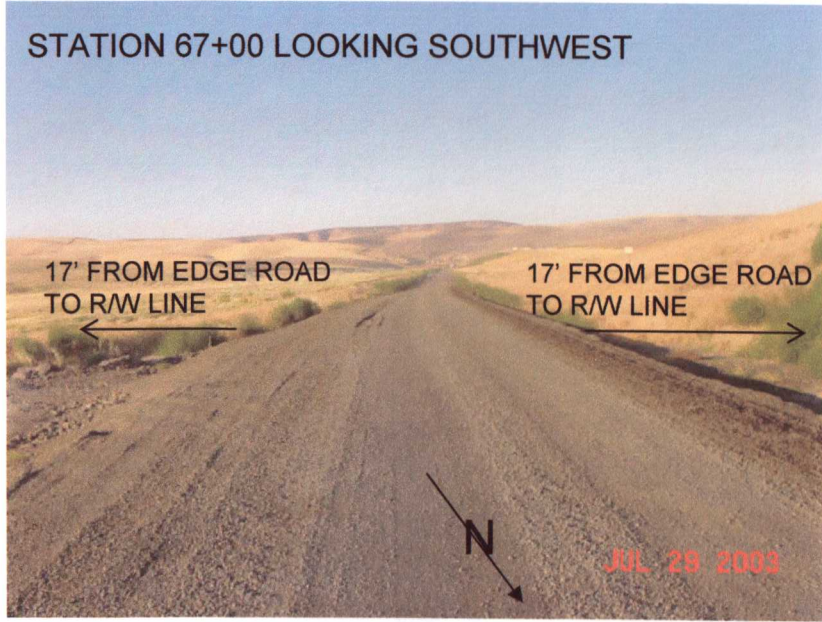 STATION 67+00 LOOKING SOUTHWEST
17' FROM EDGE ROAD
TO R/W LINE
17' FROM EDGE ROAD
TO R/W LINE
N
JUL 29 2003